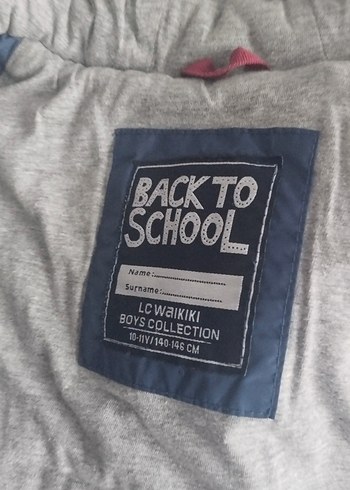 BACK TO
SCHOOL
Name:....................
Surname:....................
LC WAIKIKI
BOYS COLLECTION
10-11Y/140-146 CM